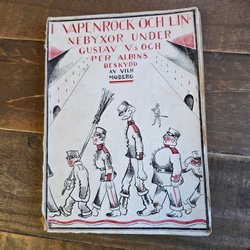 I VAPENROCK OCH LIN-
NEBYXOR UNDER
GUSTAV V:s OCH
PER ALBINS
BESKYDD
AV VILH
MOBERG